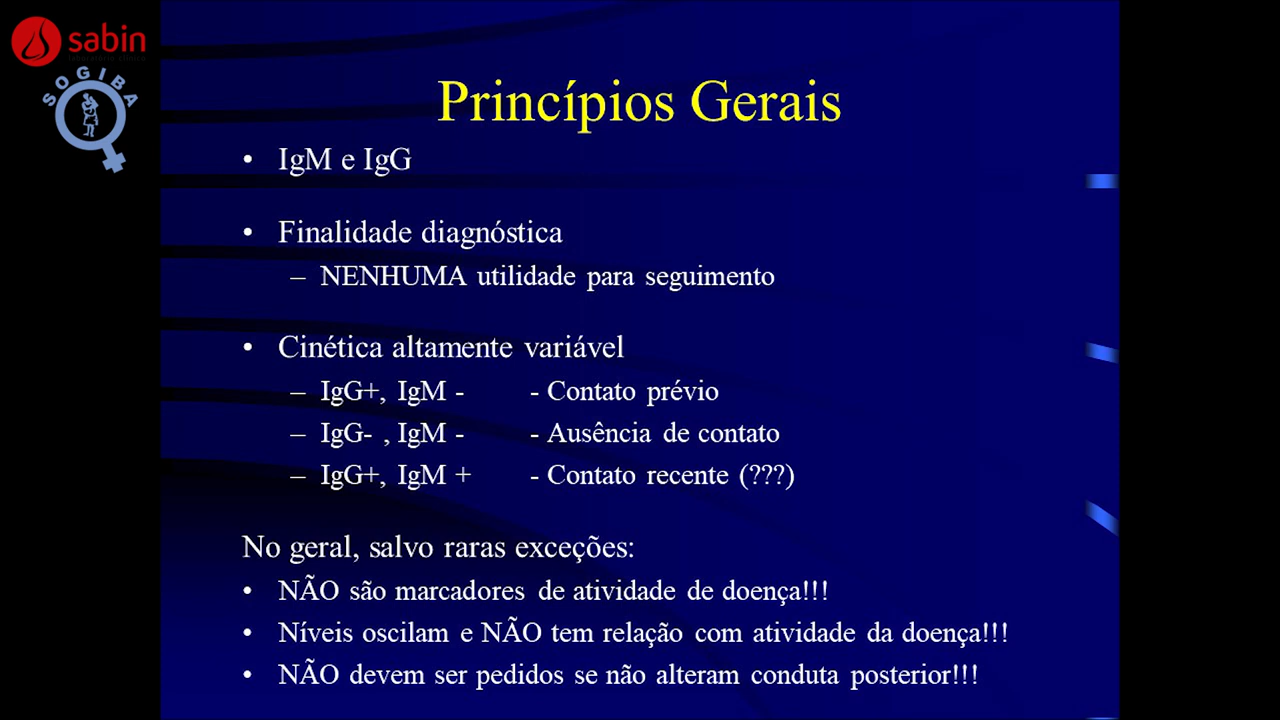 sabin
SOGIBA
Princípios Gerais
• IgM e IgG
• Finalidade diagnóstica
– NENHUMA utilidade para seguimento
• Cinética altamente variável
– IgG+, IgM - - Contato prévio
– IgG- , IgM - - Ausência de contato
– IgG+, IgM + - Contato recente (???)
No geral, salvo raras exceções:
• NÃO são marcadores de atividade de doença!!!
• Níveis oscilam e NÃO tem relação com atividade da doença!!!
• NÃO devem ser pedidos se não alteram conduta posterior!!!